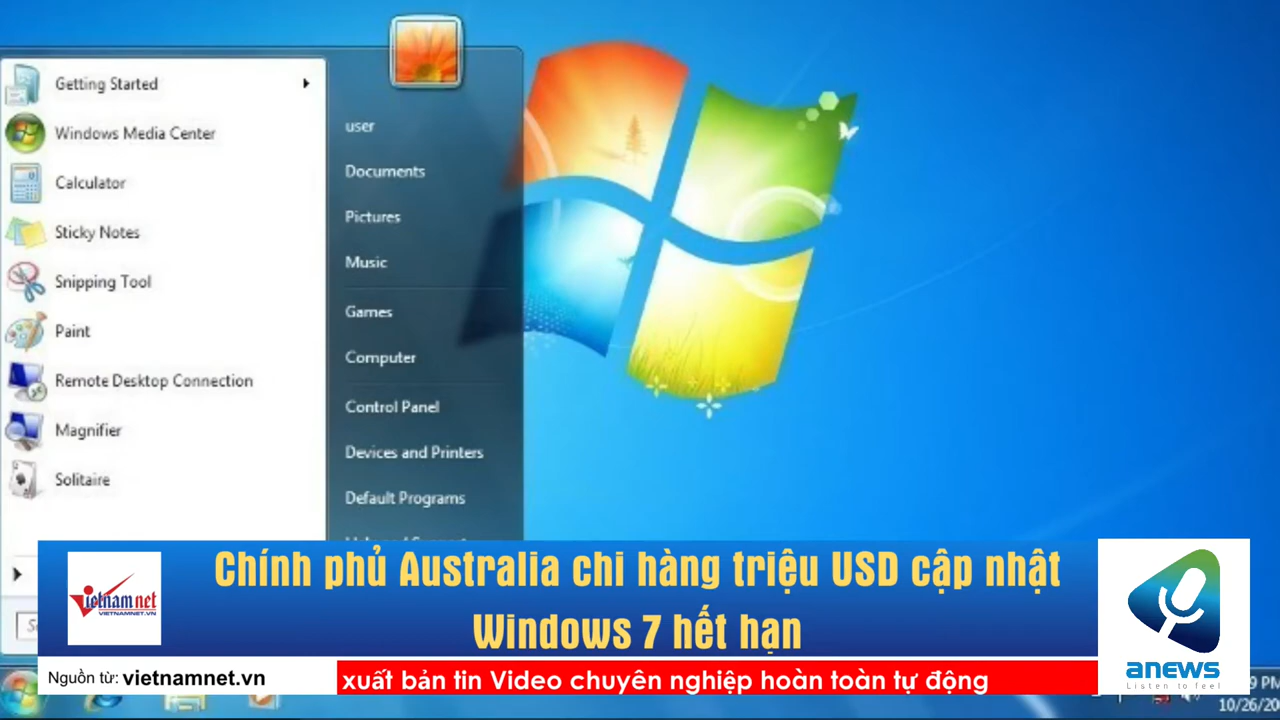 Getting Started
Windows Media Center
Calculator
Sticky Notes
Snipping Tool
Paint
Remote Desktop Connection
Magnifier
Solitaire
user
Documents
Pictures
Music
Games
Computer
Control Panel
Devices and Printers
Default Programs
Chính phủ Australia chi hàng triệu USD cập nhật
Windows 7 hết hạn
Vietnamnet
VIETNAMNET.VN
Nguồn từ: vietnamnet.vn
xuất bản tin Video chuyên nghiệp hoàn toàn tự động
anews
Listen to feel
PM